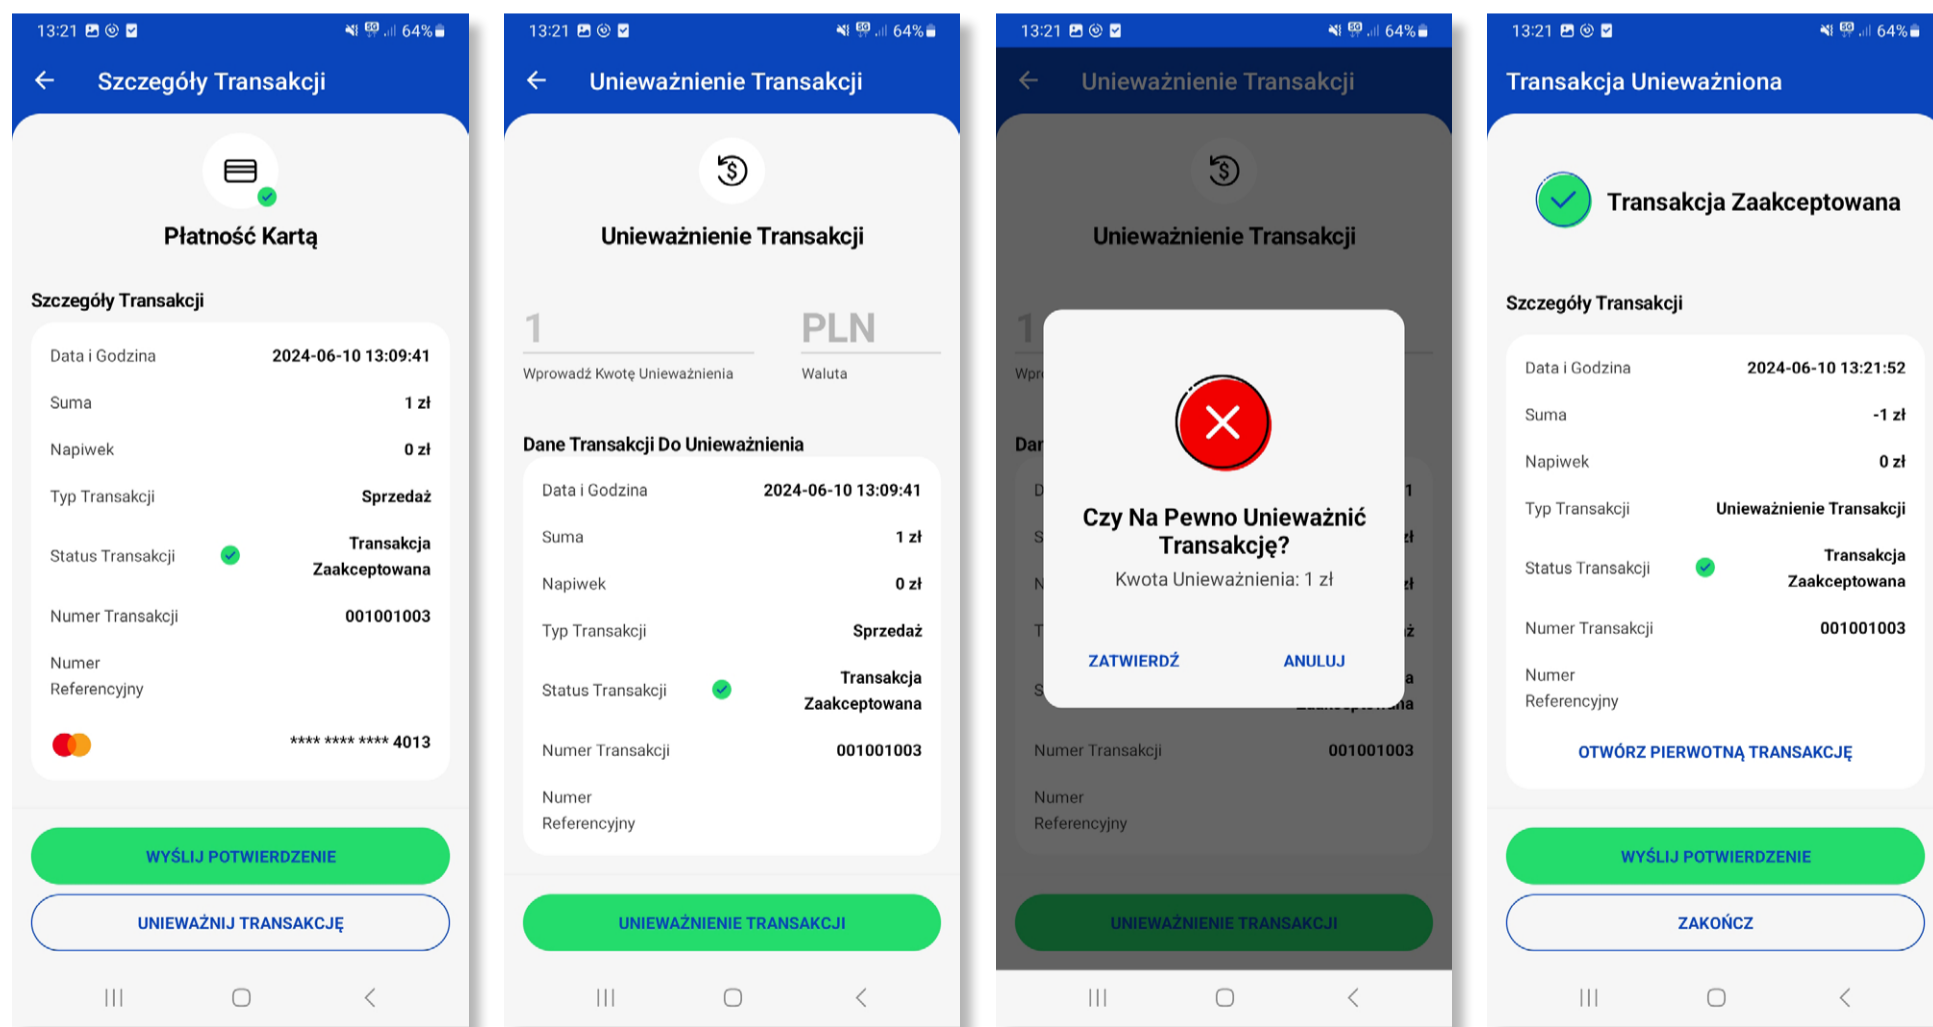 13:21
64%
Szczegóły Transakcji
Płatność Kartą
Szczegóły Transakcji
Data i Godzina 2024-06-10 13:09:41
Suma 1 zł
Napiwek 0 zł
Typ Transakcji Sprzedaż
Status Transakcji Transakcja
Zaakceptowana
Numer Transakcji 001001003
Numer
Referencyjny
**** **** **** 4013
WYŚLIJ POTWIERDZENIE
UNIEWAŻNIJ TRANSAKCJĘ
13:21
64%
Unieważnienie Transakcji
Unieważnienie Transakcji
1 PLN
Wprowadź Kwotę Unieważnienia Waluta
Dane Transakcji Do Unieważnienia
Data i Godzina 2024-06-10 13:09:41
Suma 1 zł
Napiwek 0 zł
Typ Transakcji Sprzedaż
Status Transakcji Transakcja
Zaakceptowana
Numer Transakcji 001001003
Numer
Referencyjny
UNIEWAŻNIENIE TRANSAKCJI
13:21
64%
Unieważnienie Transakcji
Unieważnienie Transakcji
1
Czy Na Pewno Unieważnić
Transakcję?
Kwota Unieważnienia: 1 zł
ZATWIERDŹ ANULUJ
Numer Transakcji 001001003
Numer
Referencyjny
UNIEWAŻNIENIE TRANSAKCJI
13:21
64%
Transakcja Unieważniona
Transakcja Zaakceptowana
Szczegóły Transakcji
Data i Godzina 2024-06-10 13:21:52
Suma -1 zł
Napiwek 0 zł
Typ Transakcji Unieważnienie Transakcji
Status Transakcji Transakcja
Zaakceptowana
Numer Transakcji 001001003
Numer
Referencyjny
OTWÓRZ PIERWOTNĄ TRANSAKCJĘ
WYŚLIJ POTWIERDZENIE
ZAKOŃCZ